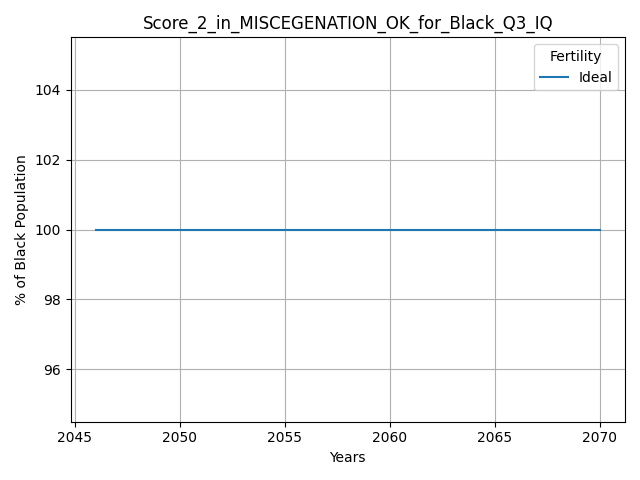 Score_2_in_MISCEGENATION_OK_for_Black_Q3_IQ
Fertility
Ideal
% of Black Population
104
102
100
98
96
2045
2050
2055
2060
2065
2070
Years